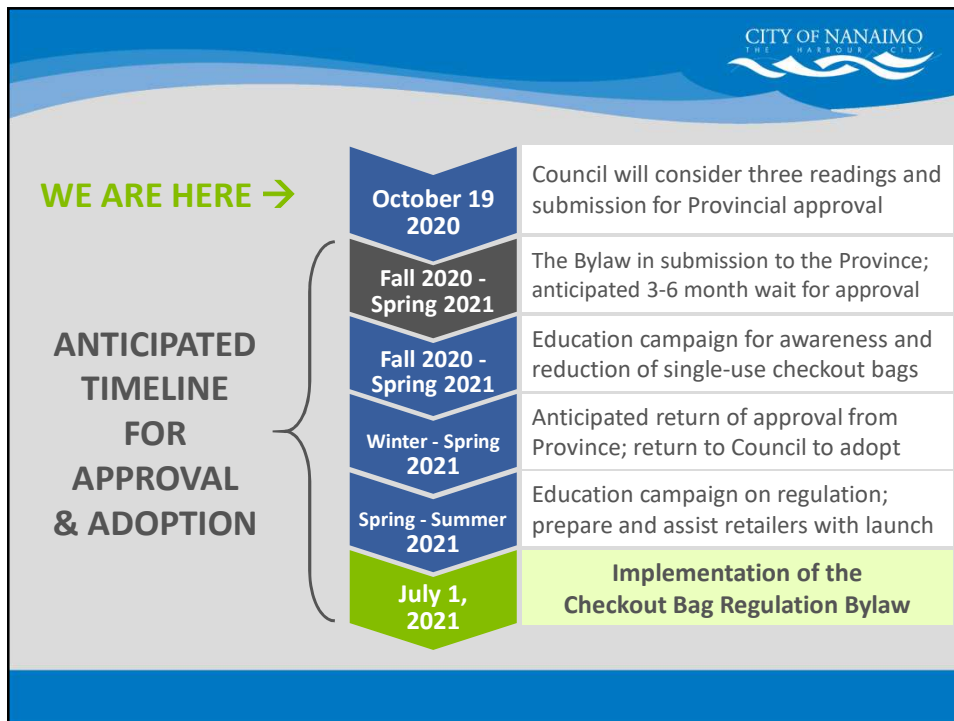 CITY OF NANAIMO
THE HARBOUR CITY
WE ARE HERE →
October 19
2020
Council will consider three readings and
submission for Provincial approval
ANTICIPATED
TIMELINE
FOR
APPROVAL
& ADOPTION
Fall 2020 -
Spring 2021
The Bylaw in submission to the Province;
anticipated 3-6 month wait for approval
Fall 2020 -
Spring 2021
Education campaign for awareness and
reduction of single-use checkout bags
Winter - Spring
2021
Anticipated return of approval from
Province; return to Council to adopt
Spring - Summer
2021
Education campaign on regulation;
prepare and assist retailers with launch
July 1,
2021
Implementation of the
Checkout Bag Regulation Bylaw